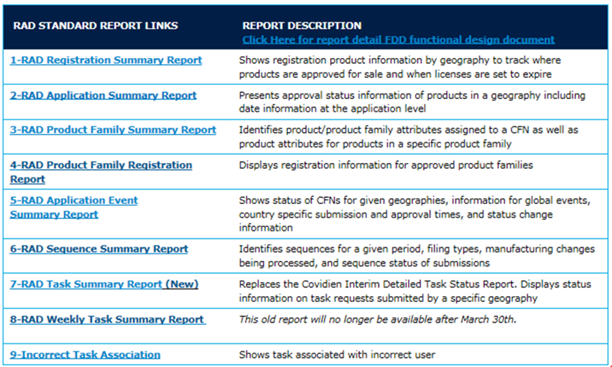 RAD STANDARD REPORT LINKS
REPORT DESCRIPTION
Click Here for report detail FDD functional design document
1-RAD Registration Summary Report
Shows registration product information by geography to track where
products are approved for sale and when licenses are set to expire
2-RAD Application Summary Report
Presents approval status information of products in a geography including
date information at the application level
3-RAD Product Family Summary Report
Identifies product/product family attributes assigned to a CFN as well as
product attributes for products in a specific product family
4-RAD Product Family Registration
Report
Displays registration information for approved product families
5-RAD Application Event
Summary Report
Shows status of CFNs for given geographies, information for global events,
country specific submission and approval times, and status change
information
6-RAD Sequence Summary Report
Identifies sequences for a given period, filing types, manufacturing changes
being processed, and sequence status of submissions
7-RAD Task Summary Report (New)
Replaces the Covidien Interim Detailed Task Status Report. Displays status
information on task requests submitted by a specific geography
8-RAD Weekly Task Summary Report
This old report will no longer be available after March 30th.
9-Incorrect Task Association
Shows task associated with incorrect user